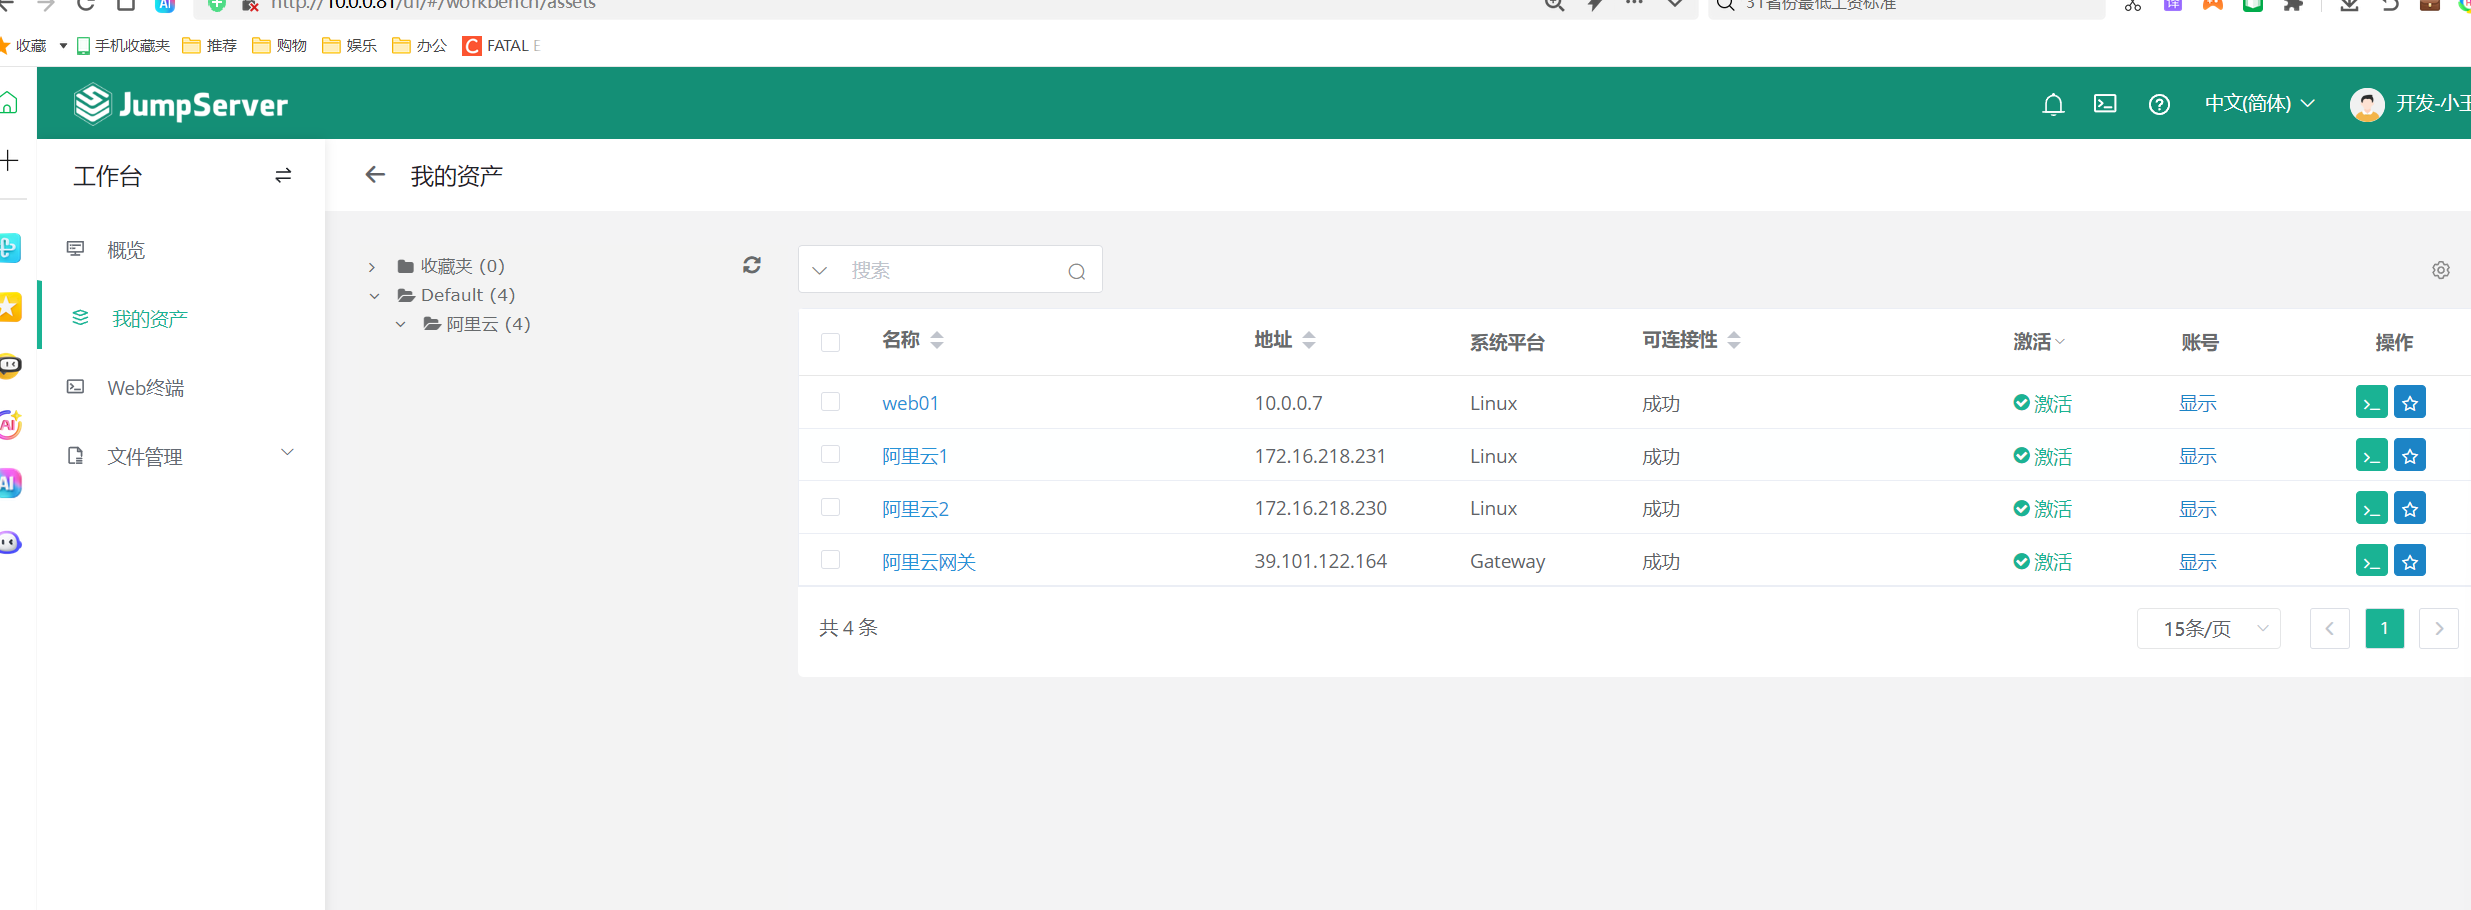 http://10.0.0.81/ui/#/workbench/assets
31省份最低工资标准
收藏 手机收藏夹 推荐 购物 娱乐 办公 FATAL E
JumpServer
中文(简体)
开发-小王
工作台
我的资产
概览
我的资产
Web终端
文件管理
收藏夹 (0)
Default (4)
阿里云 (4)
搜索
名称 地址 系统平台 可连接性 激活 账号 操作
web01 10.0.0.7 Linux 成功 激活 显示
阿里云1 172.16.218.231 Linux 成功 激活 显示
阿里云2 172.16.218.230 Linux 成功 激活 显示
阿里云网关 39.101.122.164 Gateway 成功 激活 显示
共 4 条
15条/页
1